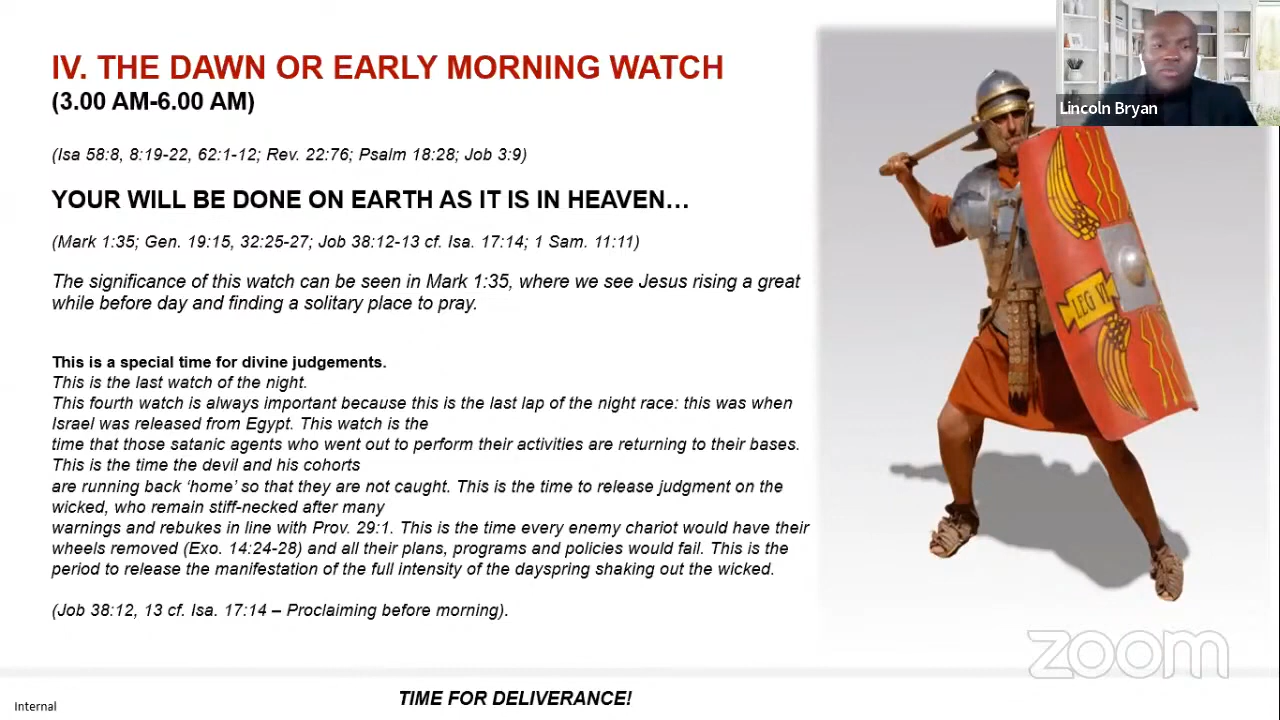 IV. THE DAWN OR EARLY MORNING WATCH
(3.00 AM-6.00 AM)
(Isa 58:8, 8:19-22, 62:1-12; Rev. 22:76; Psalm 18:28; Job 3:9)
YOUR WILL BE DONE ON EARTH AS IT IS IN HEAVEN…
(Mark 1:35; Gen. 19:15, 32:25-27; Job 38:12-13 cf. Isa. 17:14; 1 Sam. 11:11)
The significance of this watch can be seen in Mark 1:35, where we see Jesus rising a great
while before day and finding a solitary place to pray.
This is a special time for divine judgements.
This is the last watch of the night.
This fourth watch is always important because this is the last lap of the night race: this was when
Israel was released from Egypt. This watch is the
time that those satanic agents who went out to perform their activities are returning to their bases.
This is the time the devil and his cohorts
are running back ‘home’ so that they are not caught. This is the time to release judgment on the
wicked, who remain stiff-necked after many
warnings and rebukes in line with Prov. 29:1. This is the time every enemy chariot would have their
wheels removed (Exo. 14:24-28) and all their plans, programs and policies would fail. This is the
period to release the manifestation of the full intensity of the dayspring shaking out the wicked.
(Job 38:12, 13 cf. Isa. 17:14 – Proclaiming before morning).
TIME FOR DELIVERANCE!
Internal
Lincoln Bryan
LEG VI
zoom